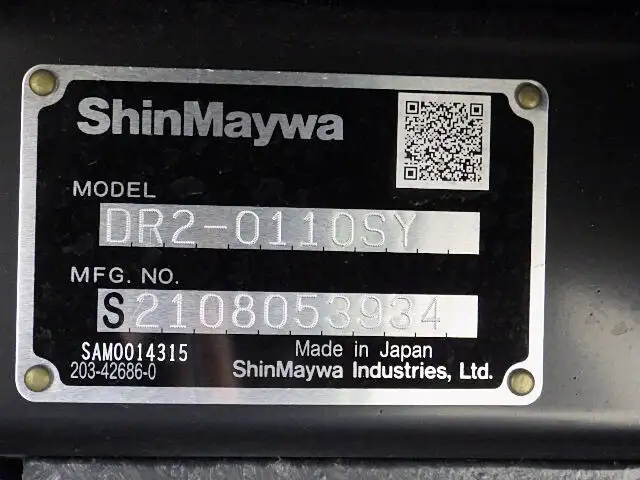 ShinMaywa
MODEL
DR2-0110SY
MFG. NO.
S2108053934
SAM0014315
Made in Japan
203-42686-0
ShinMaywa Industries, Ltd.